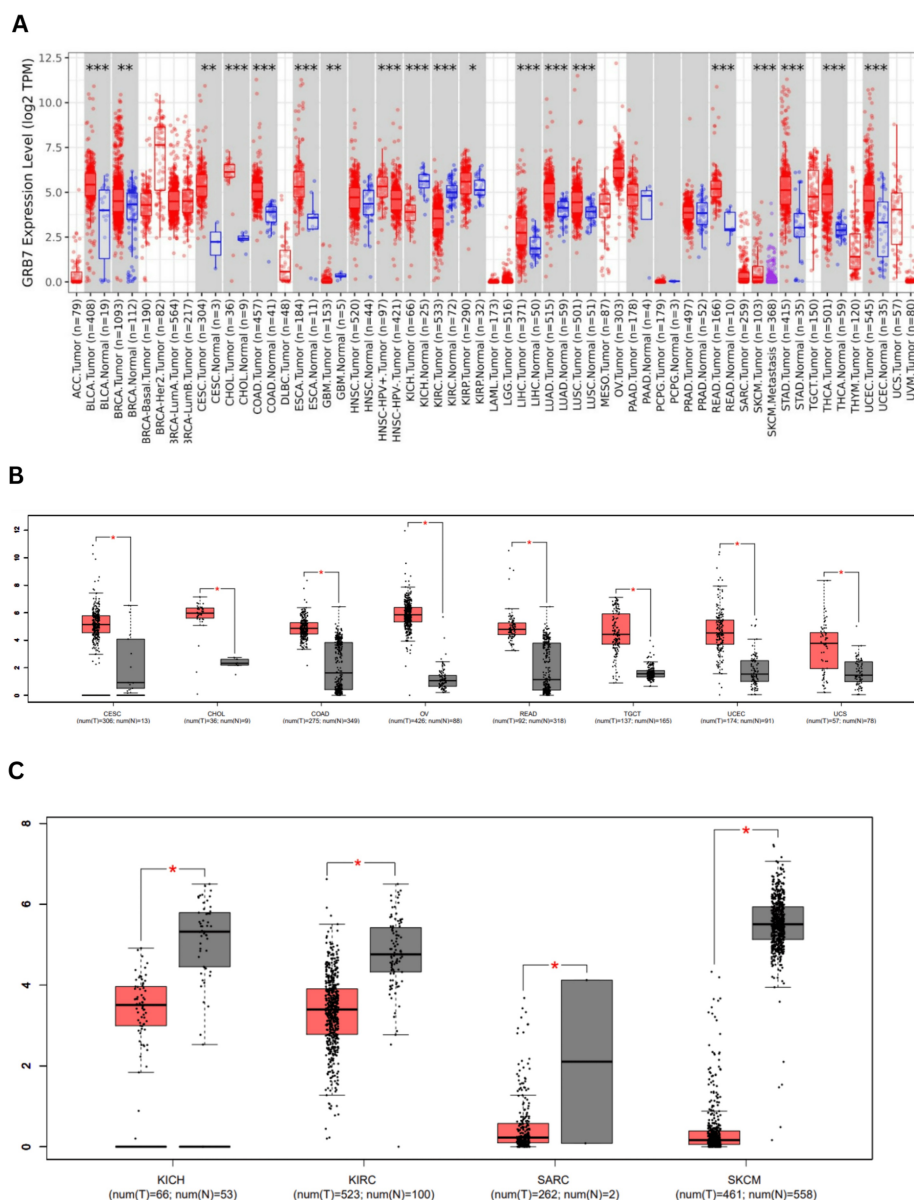 A
GRB7 Expression Level (log2 TPM)
12.5
10.0
7.5
5.0
2.5
0.0
*** ** ** *** *** *** ** *** *** *** * *** *** *** *** *** *** *** ***
ACC.Tumor (n=79)
BLCA.Tumor (n=408)
BLCA.Normal (n=19)
BRCA.Tumor (n=1093)
BRCA.Normal (n=112)
BRCA-Basal.Tumor (n=190)
BRCA-Her2.Tumor (n=82)
BRCA-LumA.Tumor (n=564)
BRCA-LumB.Tumor (n=217)
CESC.Tumor (n=304)
CESC.Normal (n=3)
CHOL.Tumor (n=36)
CHOL.Normal (n=9)
COAD.Tumor (n=457)
COAD.Normal (n=41)
DLBC.Tumor (n=48)
ESCA.Tumor (n=184)
ESCA.Normal (n=11)
GBM.Tumor (n=153)
GBM.Normal (n=5)
HNSC.Tumor (n=520)
HNSC.Normal (n=44)
HNSC-HPV+.Tumor (n=97)
HNSC-HPV-.Tumor (n=421)
KICH.Tumor (n=66)
KICH.Normal (n=25)
KIRC.Tumor (n=533)
KIRC.Normal (n=72)
KIRP.Tumor (n=290)
KIRP.Normal (n=32)
LAML.Tumor (n=173)
LGG.Tumor (n=516)
LIHC.Tumor (n=371)
LIHC.Normal (n=50)
LUAD.Tumor (n=515)
LUAD.Normal (n=59)
LUSC.Tumor (n=501)
LUSC.Normal (n=51)
MESO.Tumor (n=87)
OV.Tumor (n=303)
PAAD.Tumor (n=178)
PAAD.Normal (n=4)
PCPG.Tumor (n=179)
PCPG.Normal (n=3)
PRAD.Tumor (n=497)
PRAD.Normal (n=52)
READ.Tumor (n=166)
READ.Normal (n=10)
SARC.Tumor (n=259)
SKCM.Tumor (n=103)
SKCM.Metastasis (n=368)
STAD.Tumor (n=415)
STAD.Normal (n=35)
TGCT.Tumor (n=150)
THCA.Tumor (n=501)
THCA.Normal (n=59)
THYM.Tumor (n=120)
UCEC.Tumor (n=545)
UCEC.Normal (n=35)
UCS.Tumor (n=57)
UVM.Tumor (n=80)
B
12
10
8
6
4
2
0
* * * * * * * *
CESC CHOL COAD OV READ TGCT UCEC UCS
(num(T)=306; num(N)=13) (num(T)=36; num(N)=9) (num(T)=275; num(N)=349) (num(T)=426; num(N)=88) (num(T)=92; num(N)=318) (num(T)=137; num(N)=165) (num(T)=174; num(N)=91) (num(T)=57; num(N)=78)
C
8
6
4
2
0
* * * *
KICH KIRC SARC SKCM
(num(T)=66; num(N)=53) (num(T)=523; num(N)=100) (num(T)=262; num(N)=2) (num(T)=461; num(N)=558)